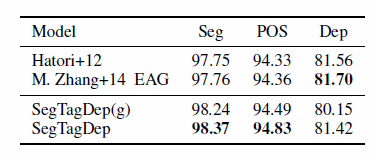 Model Seg POS Dep
Hatori+12 97.75 94.33 81.56
M. Zhang+14 EAG 97.76 94.36 81.70
SegTagDep(g) 98.24 94.49 80.15
SegTagDep 98.37 94.83 81.42